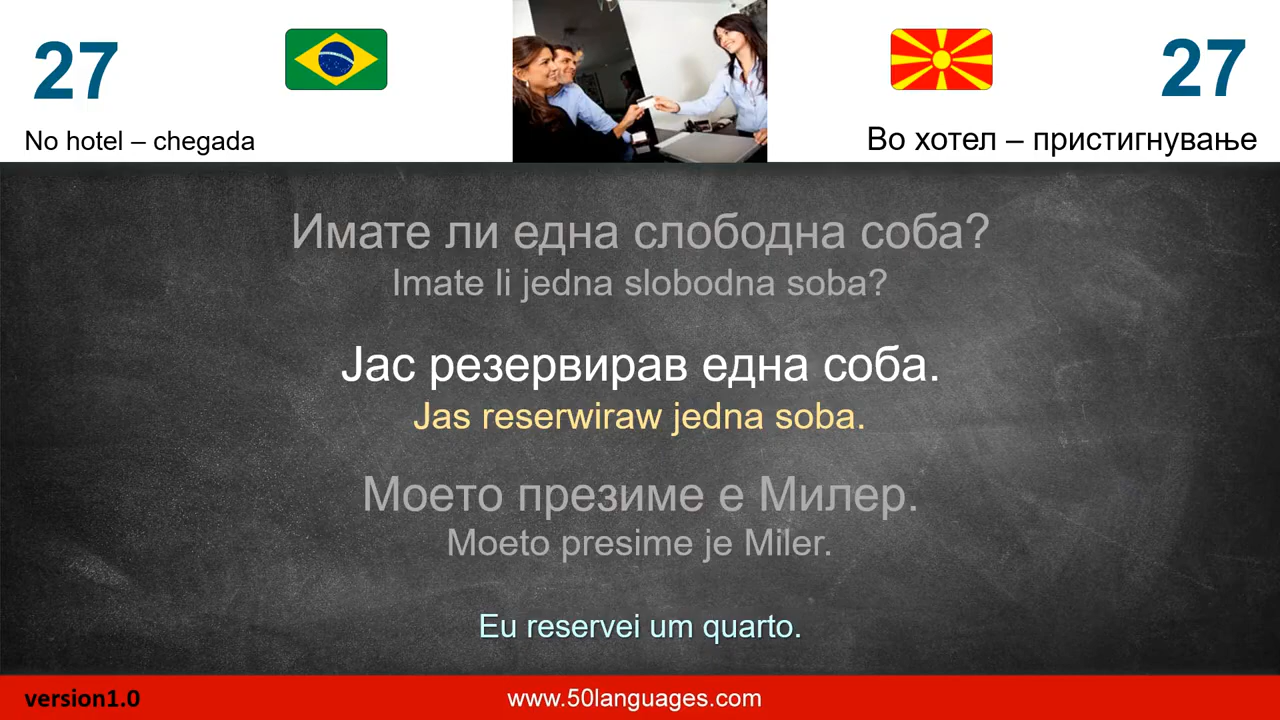 27
27
No hotel – chegada
Во хотел – пристигнување
Имате ли една слободна соба?
Imate li jedna slobodna soba?
Јас резервирав една соба.
Jas reserwiraw jedna soba.
Моето презиме е Милер.
Moeto presime je Miler.
Eu reservei um quarto.
version1.0
www.50languages.com